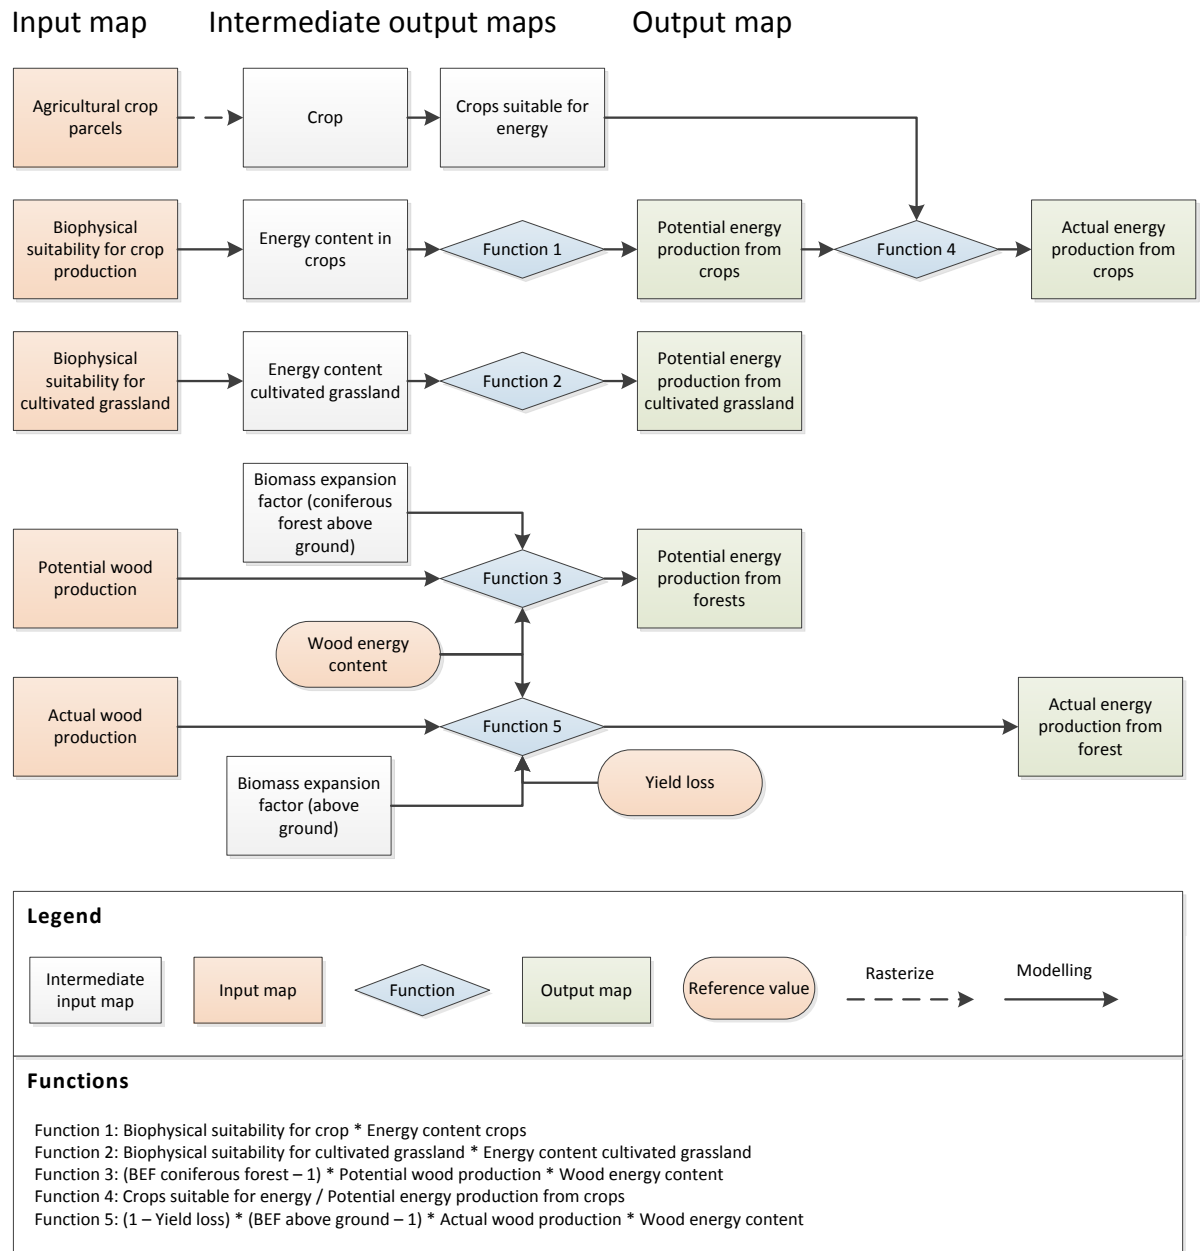 Input map
Intermediate output maps
Output map
Agricultural crop
parcels
Crop
Crops suitable for
energy
Biophysical
suitability for crop
production
Energy content in
crops
Function 1
Potential energy
production from
crops
Function 4
Actual energy
production from
crops
Biophysical
suitability for
cultivated grassland
Energy content
cultivated grassland
Function 2
Potential energy
production from
cultivated grassland
Biomass expansion
factor (coniferous
forest above
ground)
Potential wood
production
Function 3
Potential energy
production from
forests
Wood energy
content
Actual wood
production
Function 5
Actual energy
production from
forest
Biomass expansion
factor (above
ground)
Yield loss
Legend
Intermediate
input map
Input map
Function
Output map
Reference value
Rasterize
Modelling
Functions
Function 1: Biophysical suitability for crop * Energy content crops
Function 2: Biophysical suitability for cultivated grassland * Energy content cultivated grassland
Function 3: (BEF coniferous forest – 1) * Potential wood production * Wood energy content
Function 4: Crops suitable for energy / Potential energy production from crops
Function 5: (1 – Yield loss) * (BEF above ground – 1) * Actual wood production * Wood energy content